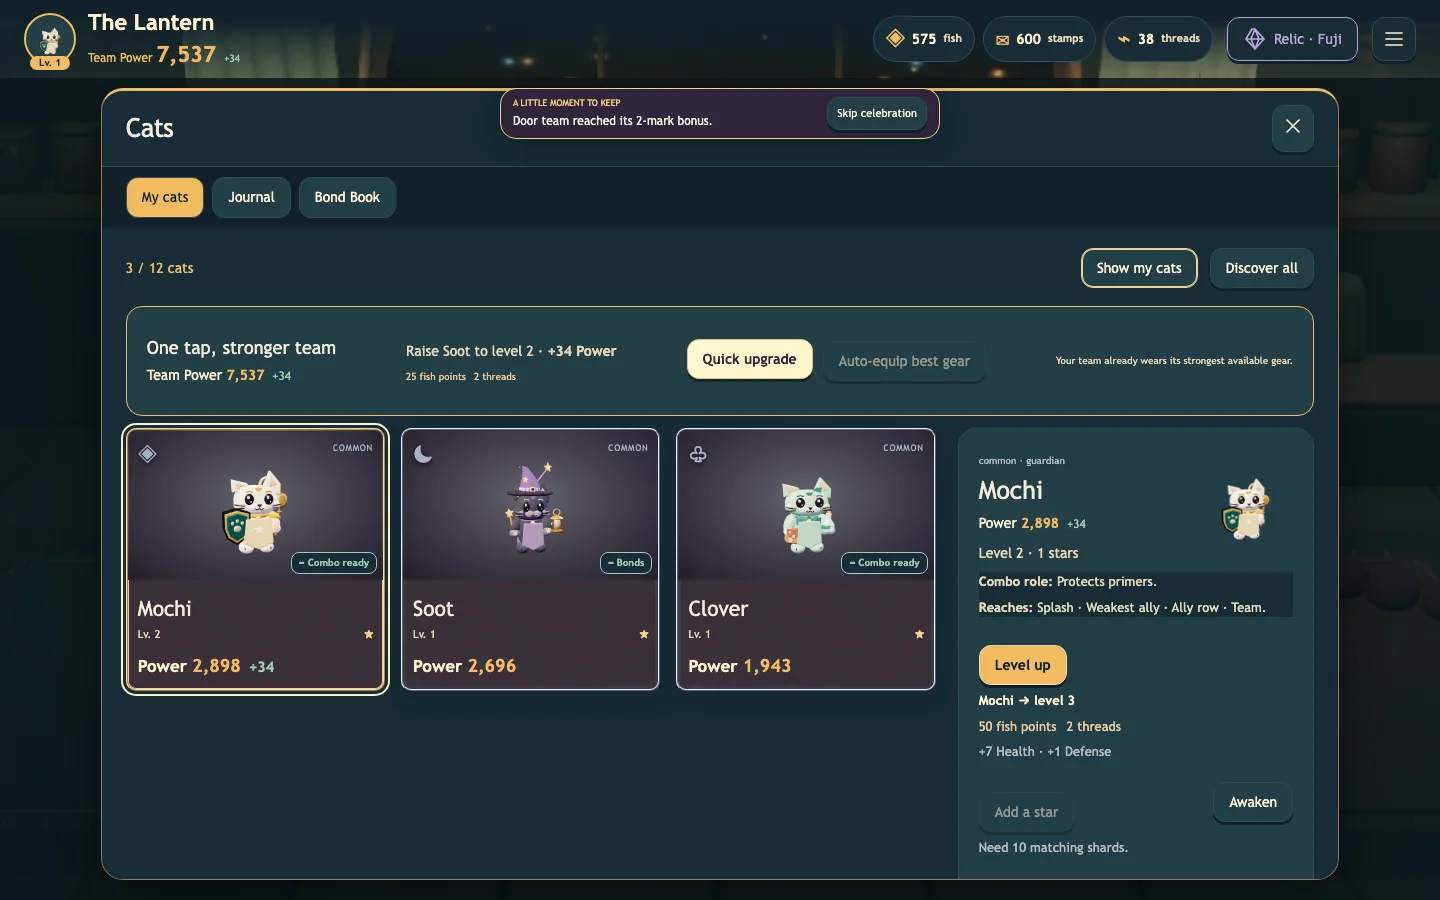 The Lantern
Team Power 7,537 +34
Lv. 1
575 fish
600 stamps
38 threads
Relic · Fuji
A LITTLE MOMENT TO KEEP
Door team reached its 2-mark bonus.
Skip celebration
Cats
My cats
Journal
Bond Book
3 / 12 cats
Show my cats
Discover all
One tap, stronger team
Team Power 7,537 +34
Raise Soot to level 2 · +34 Power
25 fish points 2 threads
Quick upgrade
Auto-equip best gear
Your team already wears its strongest available gear.
COMMON
Combo ready
Mochi
Lv. 2
Power 2,898 +34
COMMON
Bonds
Soot
Lv. 1
Power 2,696
COMMON
Combo ready
Clover
Lv. 1
Power 1,943
common · guardian
Mochi
Power 2,898 +34
Level 2 · 1 stars
Combo role: Protects primers.
Reaches: Splash · Weakest ally · Ally row · Team.
Level up
Mochi → level 3
50 fish points 2 threads
+7 Health · +1 Defense
Add a star
Awaken
Need 10 matching shards.